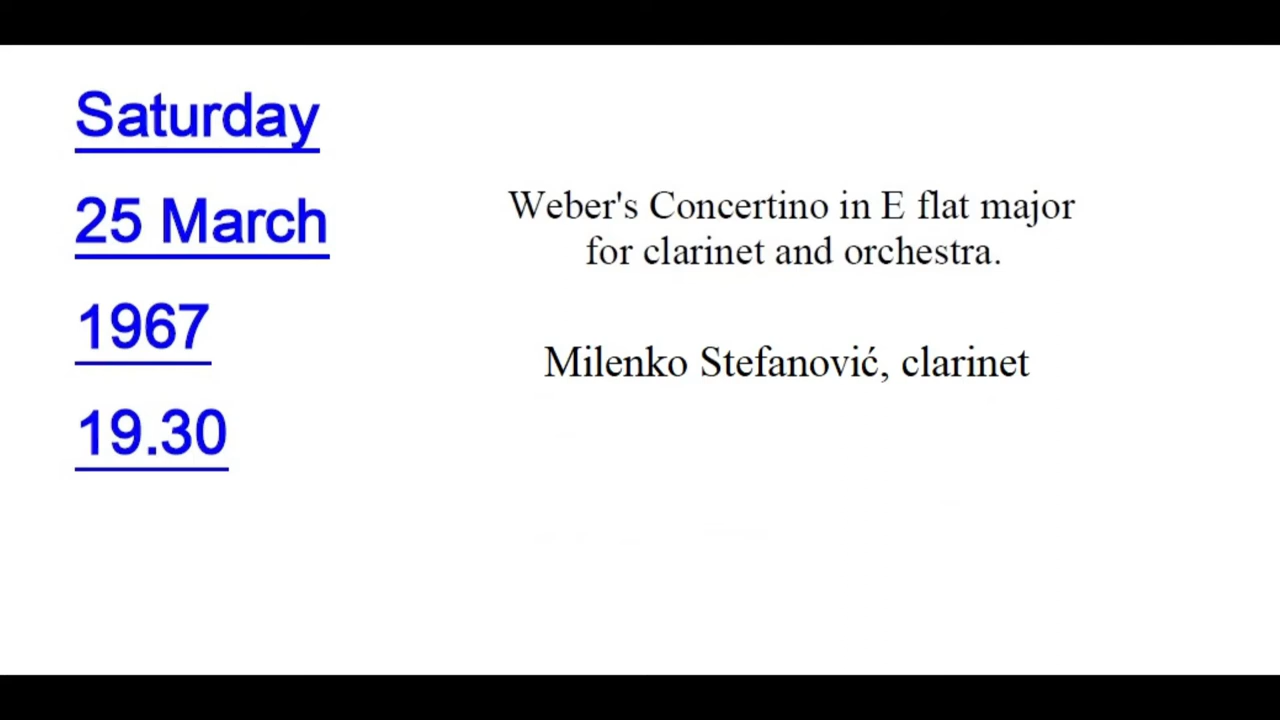 Saturday
25 March
1967
19.30
Weber's Concertino in E flat major
for clarinet and orchestra.
Milenko Stefanović, clarinet